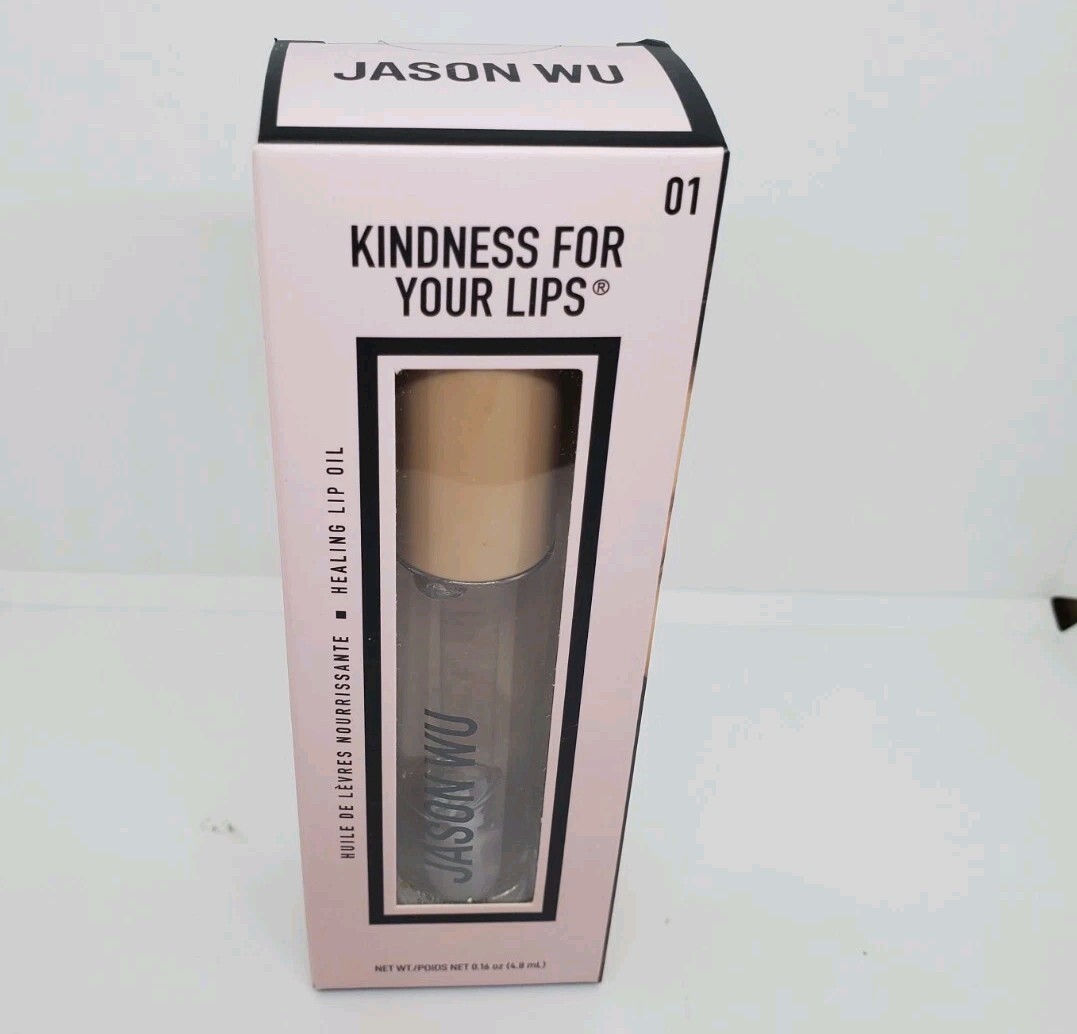 JASON WU
01
KINDNESS FOR
YOUR LIPS®
HUILE DE LÈVRES NOURRISSANTE ■ HEALING LIP OIL
JASON WU
NET WT./POIDS NET 0.16 oz (4.8 mL)